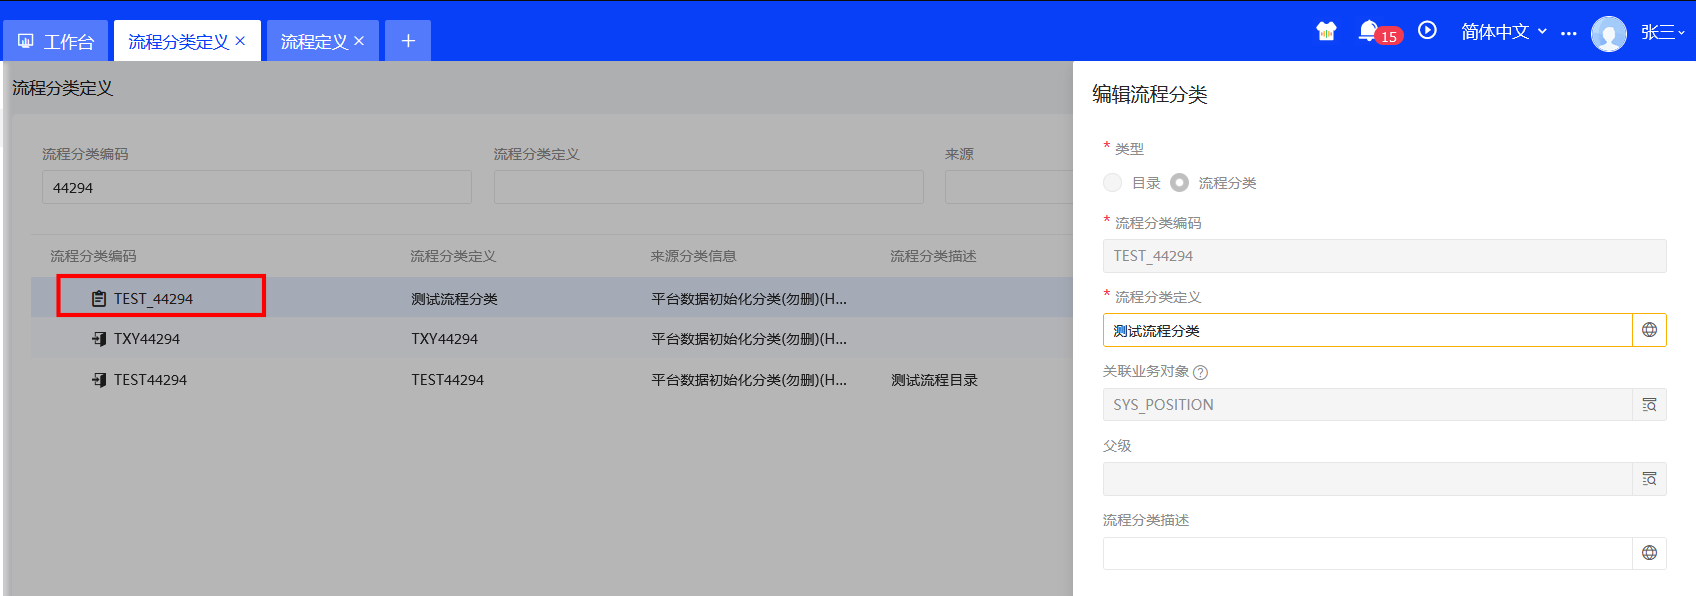 工作台 流程分类定义 × 流程定义 × + 15 简体中文 ··· 张三
流程分类定义
流程分类编码 流程分类定义 来源
44294
流程分类编码 流程分类定义 来源分类信息 流程分类描述
TEST_44294 测试流程分类 平台数据初始化分类(勿删)(H...
TXY44294 TXY44294 平台数据初始化分类(勿删)(H...
TEST44294 TEST44294 平台数据初始化分类(勿删)(H... 测试流程目录
编辑流程分类
* 类型
目录 流程分类
* 流程分类编码
TEST_44294
* 流程分类定义
测试流程分类
关联业务对象 ?
SYS_POSITION
父级
流程分类描述